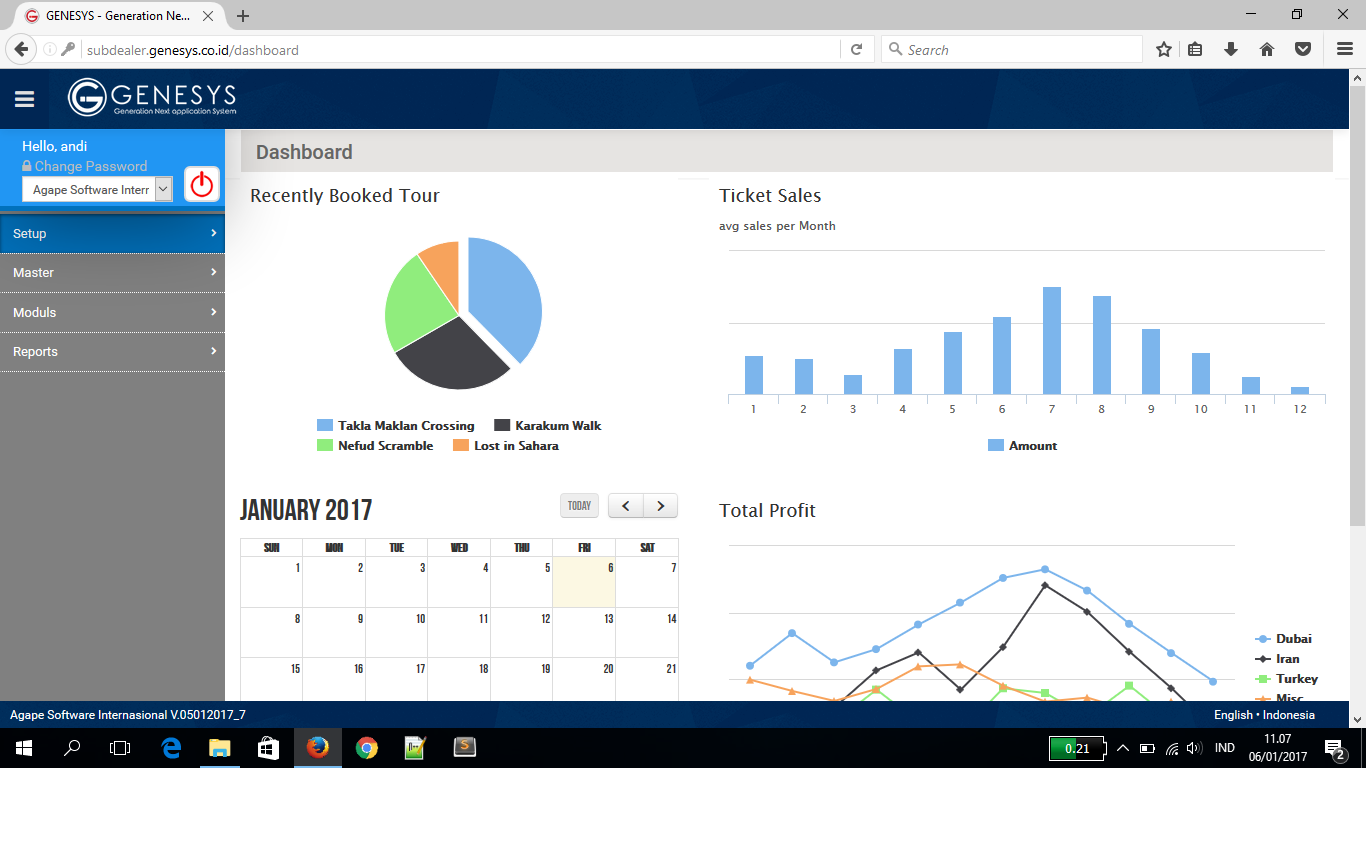 GENESYS - Generation Ne...
subdealer.genesys.co.id/dashboard
Search
GENESYS
Generation Next application System
Hello, andi
Change Password
Agape Software Interr
Setup
Master
Moduls
Reports
Dashboard
Recently Booked Tour
Takla Maklan Crossing
Karakum Walk
Nefud Scramble
Lost in Sahara
Ticket Sales
avg sales per Month
1 2 3 4 5 6 7 8 9 10 11 12
Amount
JANUARY 2017
TODAY
SUN MON TUE WED THU FRI SAT
1 2 3 4 5 6 7
8 9 10 11 12 13 14
15 16 17 18 19 20 21
Total Profit
Dubai
Iran
Turkey
Misc
Agape Software Internasional V.05012017_7
English • Indonesia
0.21
IND
11.07
06/01/2017
2